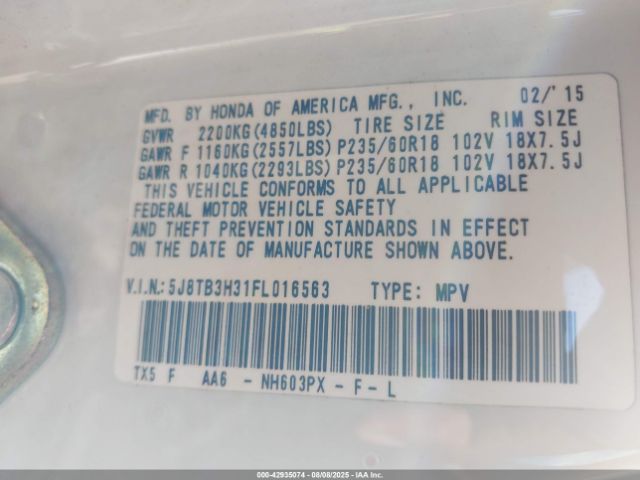 MFD. BY HONDA OF AMERICA MFG., INC. 02/'15
GVWR 2200KG(4850LBS) TIRE SIZE RIM SIZE
GAWR F 1160KG(2557LBS) P235/60R18 102V 18X7.5J
GAWR R 1040KG(2293LBS) P235/60R18 102V 18X7.5J
THIS VEHICLE CONFORMS TO ALL APPLICABLE
FEDERAL MOTOR VEHICLE SAFETY
AND THEFT PREVENTION STANDARDS IN EFFECT
ON THE DATE OF MANUFACTURE SHOWN ABOVE.
V.I.N.: 5J8TB3H31FL016563 TYPE: MPV
TX5 F AA6 - NH603PX - F - L
000-42935074 - 08/08/2025 - IAA Inc.